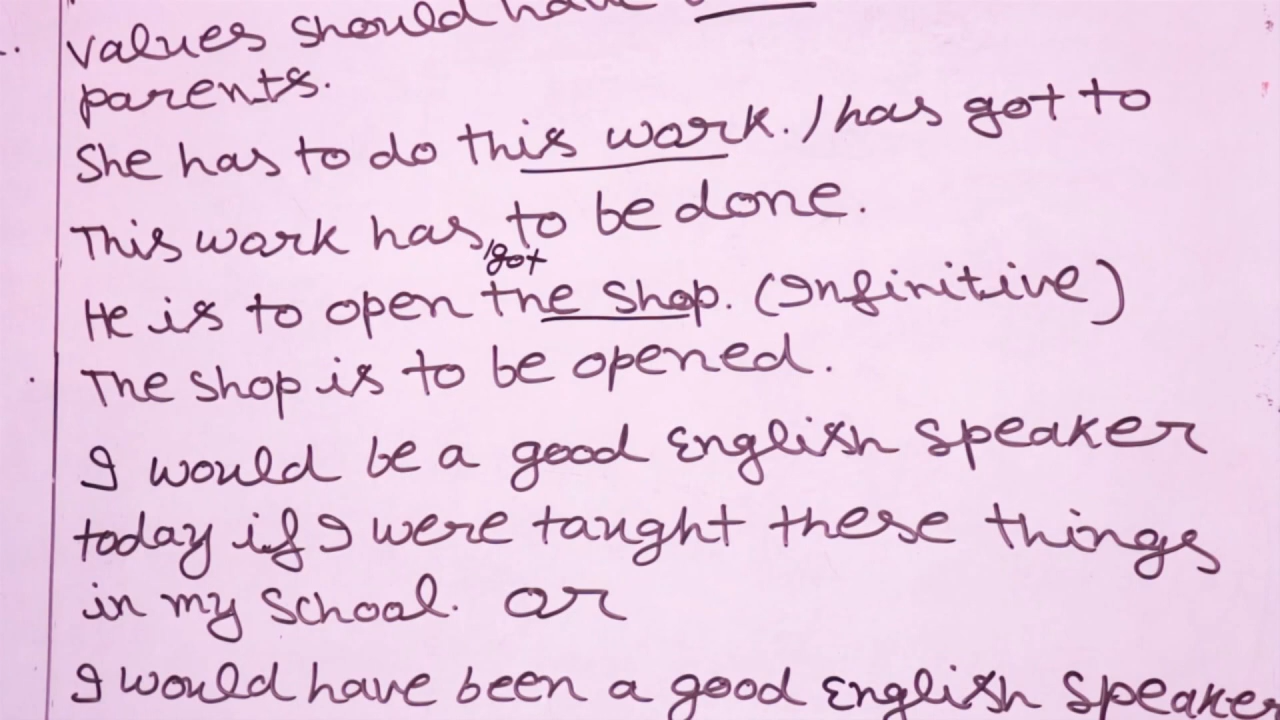 values should have
parents.
She has to do this work. / has got to
This work has to be done.
/got
He is to open the shop. (Infinitive)
The shop is to be opened.
I would be a good English speaker
today if I were taught these things
in my school. or
I would have been a good English speaker